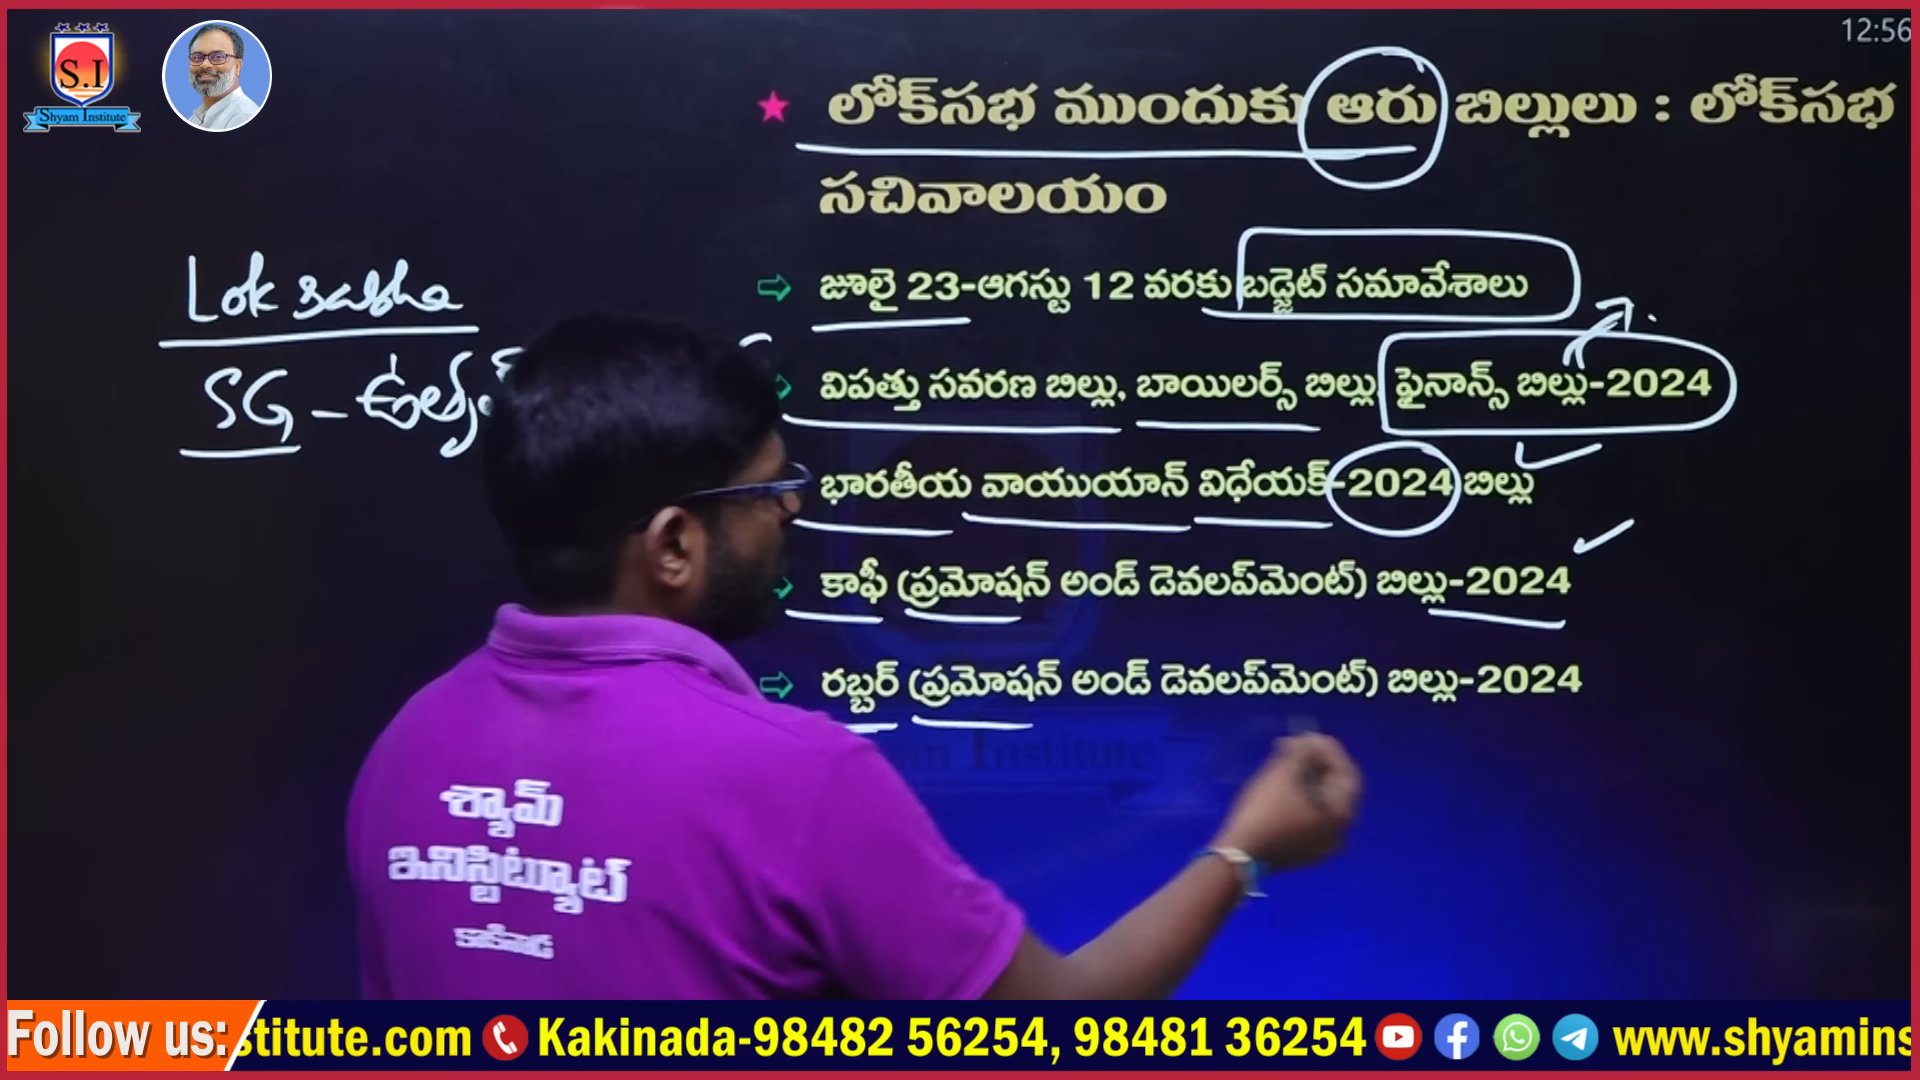 12:56
S.I
Shyam Institute
★ లోక్‌సభ ముందుకు ఆరు బిల్లులు : లోక్‌సభ
సచివాలయం
⇨ జూలై 23-ఆగస్టు 12 వరకు బడ్జెట్ సమావేశాలు
విపత్తు సవరణ బిల్లు, బాయిలర్స్ బిల్లు, ఫైనాన్స్ బిల్లు-2024
భారతీయ వాయుయాన్ విధేయక్-2024 బిల్లు
కాఫీ (ప్రమోషన్ అండ్ డెవలప్‌మెంట్) బిల్లు-2024
⇨ రబ్బర్ (ప్రమోషన్ అండ్ డెవలప్‌మెంట్) బిల్లు-2024
Lok sabha
SG -
Institute
శ్యామ్
ఇనిస్టిట్యూట్
కాకినాడ
Follow us: stitute.com Kakinada-98482 56254, 98481 36254 www.shyamins